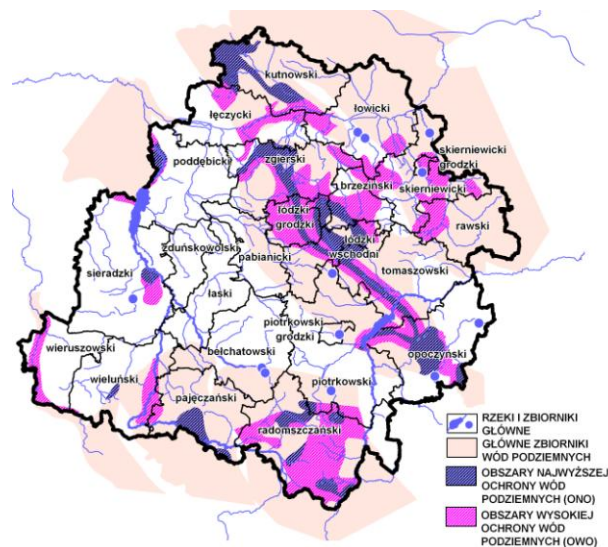 kutnowski
łowicki
łęczycki
skierniewicki
grodzki
poddębicki
zgierski
brzeziński
skierniewicki
łódzki
grodzki
rawski
łódzki
wschodni
zduńskowolski
pabianicki
sieradzki
tomaszowski
łaski
piotrkowski
grodzki
wieruszowski
bełchatowski
opoczyński
wieluński
pajęczański
piotrkowski
radomszczański
RZEKI I ZBIORNIKI
GŁÓWNE
GŁÓWNE ZBIORNIKI
WÓD PODZIEMNYCH
OBSZARY NAJWYŻSZEJ
OCHRONY WÓD
PODZIEMNYCH (ONO)
OBSZARY WYSOKIEJ
OCHRONY WÓD
PODZIEMNYCH (OWO)